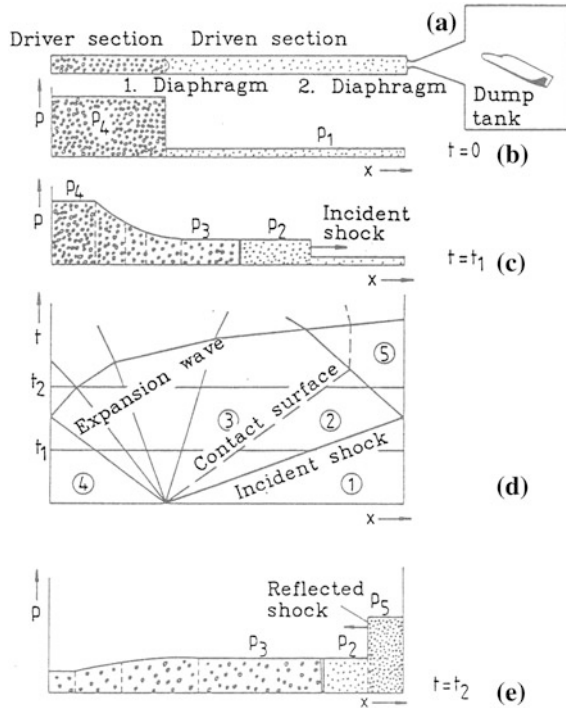 (a)
Driver section Driven section
1. Diaphragm 2. Diaphragm
Dump
tank
p
p4
p1
t=0 (b)
x
p4
p
p3 p2 Incident
shock
t=t1 (c)
x
t
t2
t1
Expansion wave
Contact surface
Incident shock
5
3
2
4
1
(d)
x
p
Reflected
shock
p5
p3 p2
t=t2 (e)
x